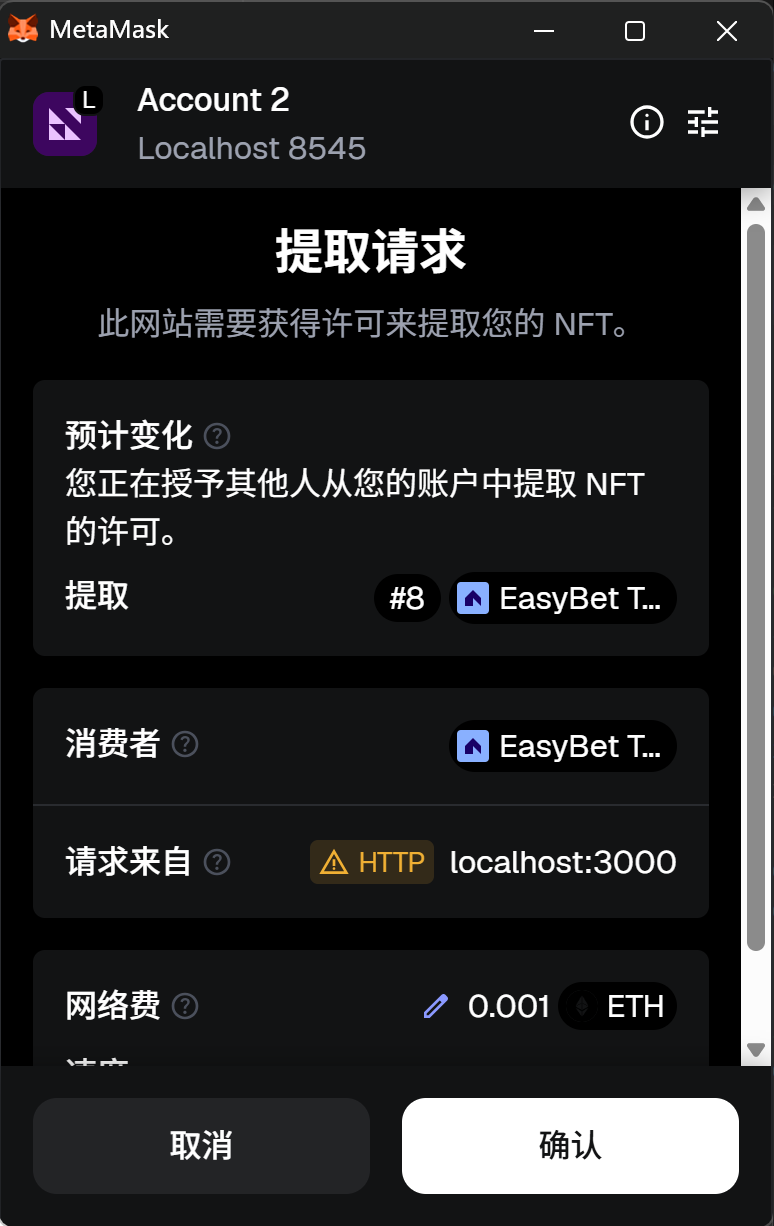 MetaMask
L
Account 2
Localhost 8545
提取请求
此网站需要获得许可来提取您的 NFT。
预计变化
您正在授予其他人从您的账户中提取 NFT
的许可。
提取 #8 EasyBet T...
消费者 EasyBet T...
请求来自 HTTP localhost:3000
网络费 0.001 ETH
取消 确认